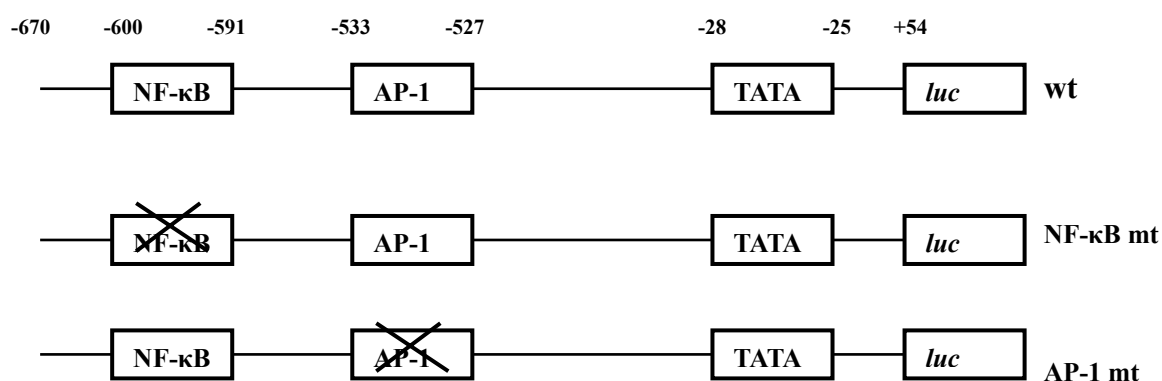 -670 -600 -591 -533 -527 -28 -25 +54
NF-κB AP-1 TATA luc wt
NF-κB AP-1 TATA luc NF-κB mt
NF-κB AP-1 TATA luc AP-1 mt